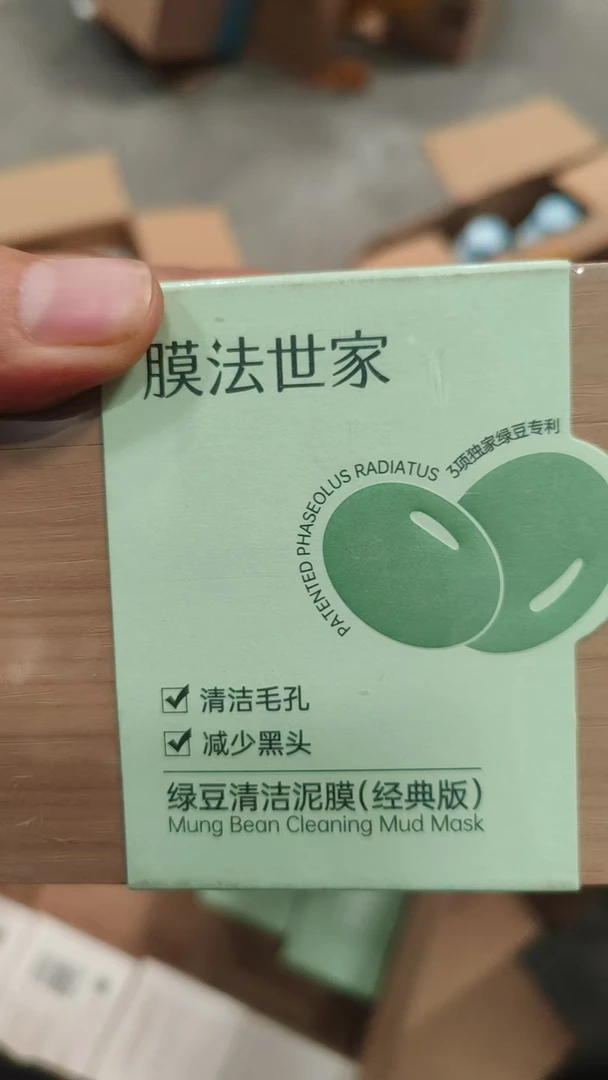 膜法世家
PATENTED PHASEOLUS RADIATUS
3项独家绿豆专利
清洁毛孔
减少黑头
绿豆清洁泥膜(经典版)
Mung Bean Cleaning Mud Mask